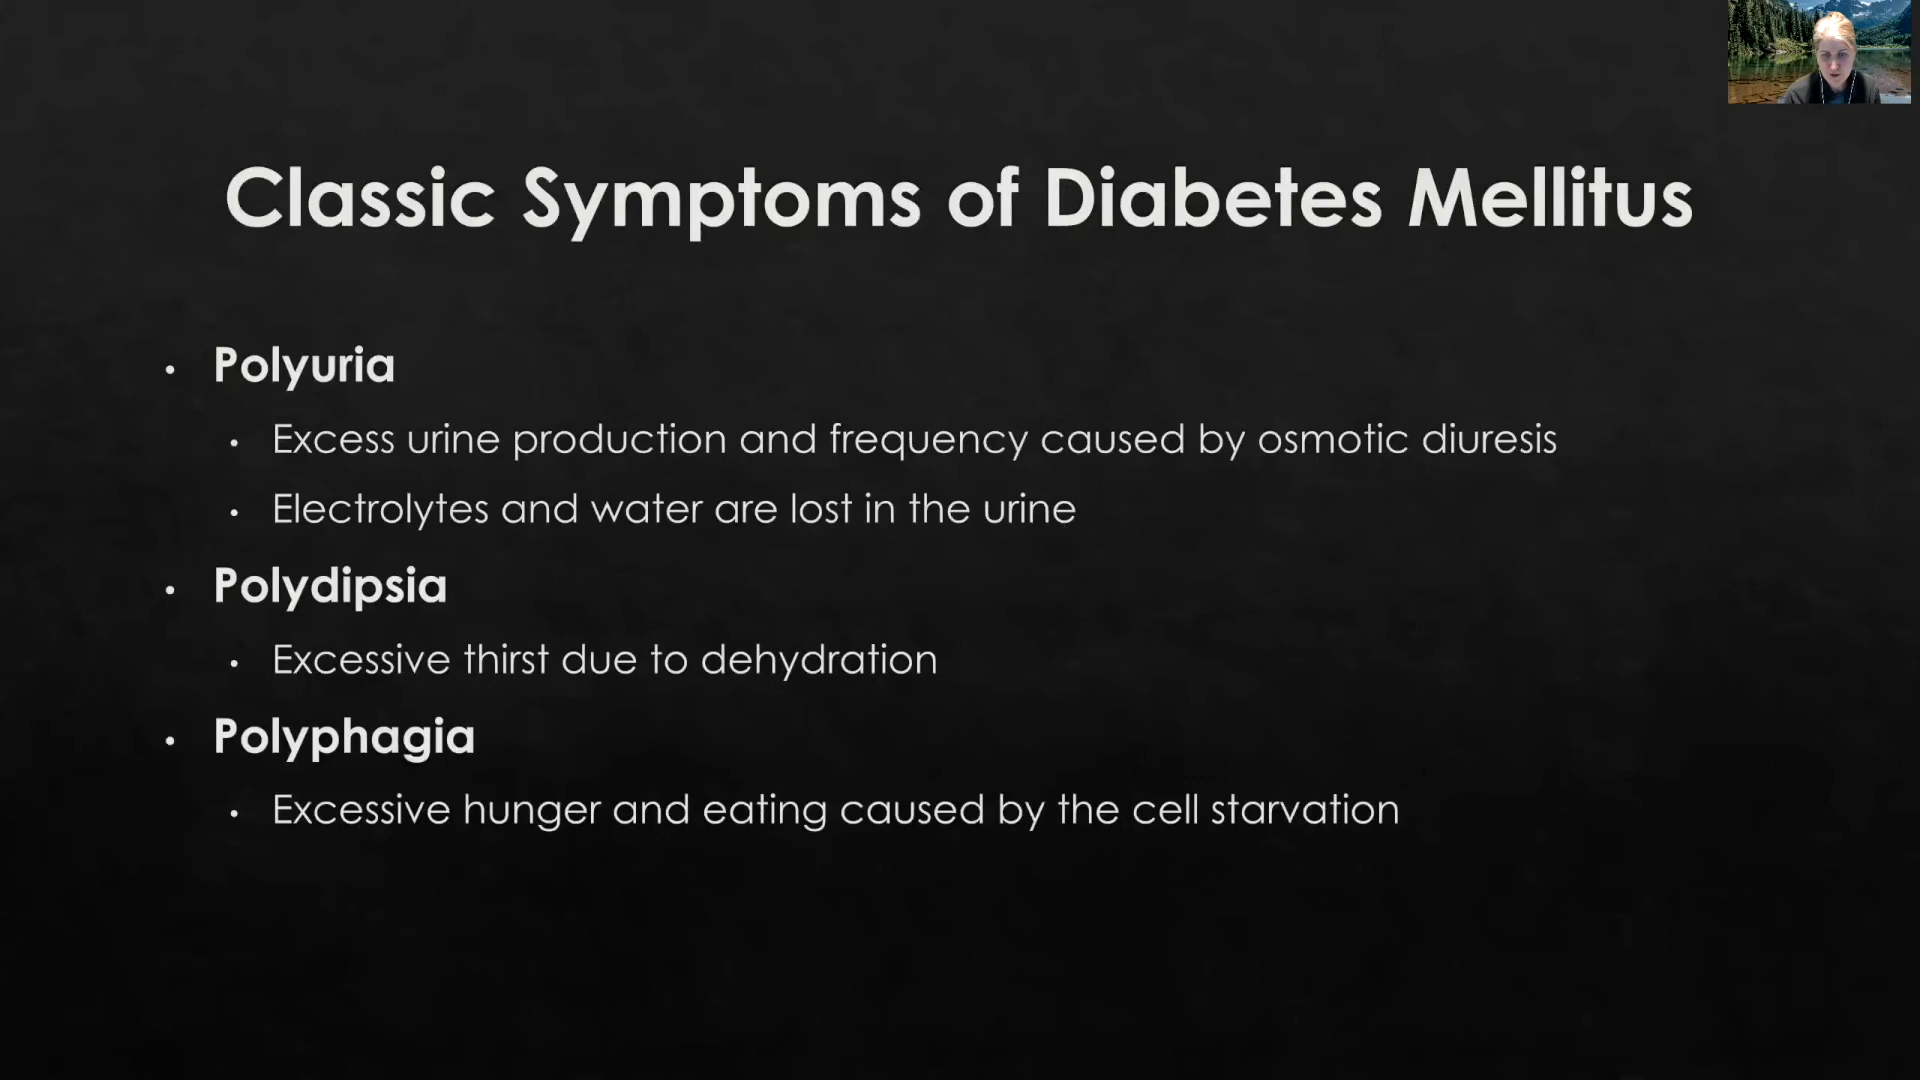 Classic Symptoms of Diabetes Mellitus
• Polyuria
• Excess urine production and frequency caused by osmotic diuresis
• Electrolytes and water are lost in the urine
• Polydipsia
• Excessive thirst due to dehydration
• Polyphagia
• Excessive hunger and eating caused by the cell starvation